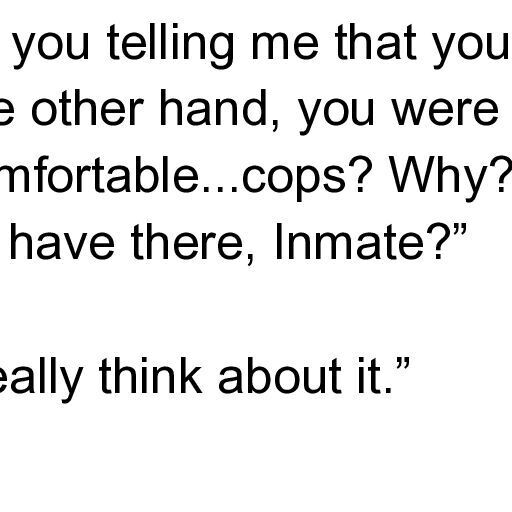 you telling me that you
e other hand, you were
mfortable...cops? Why?
have there, Inmate?”
eally think about it.”